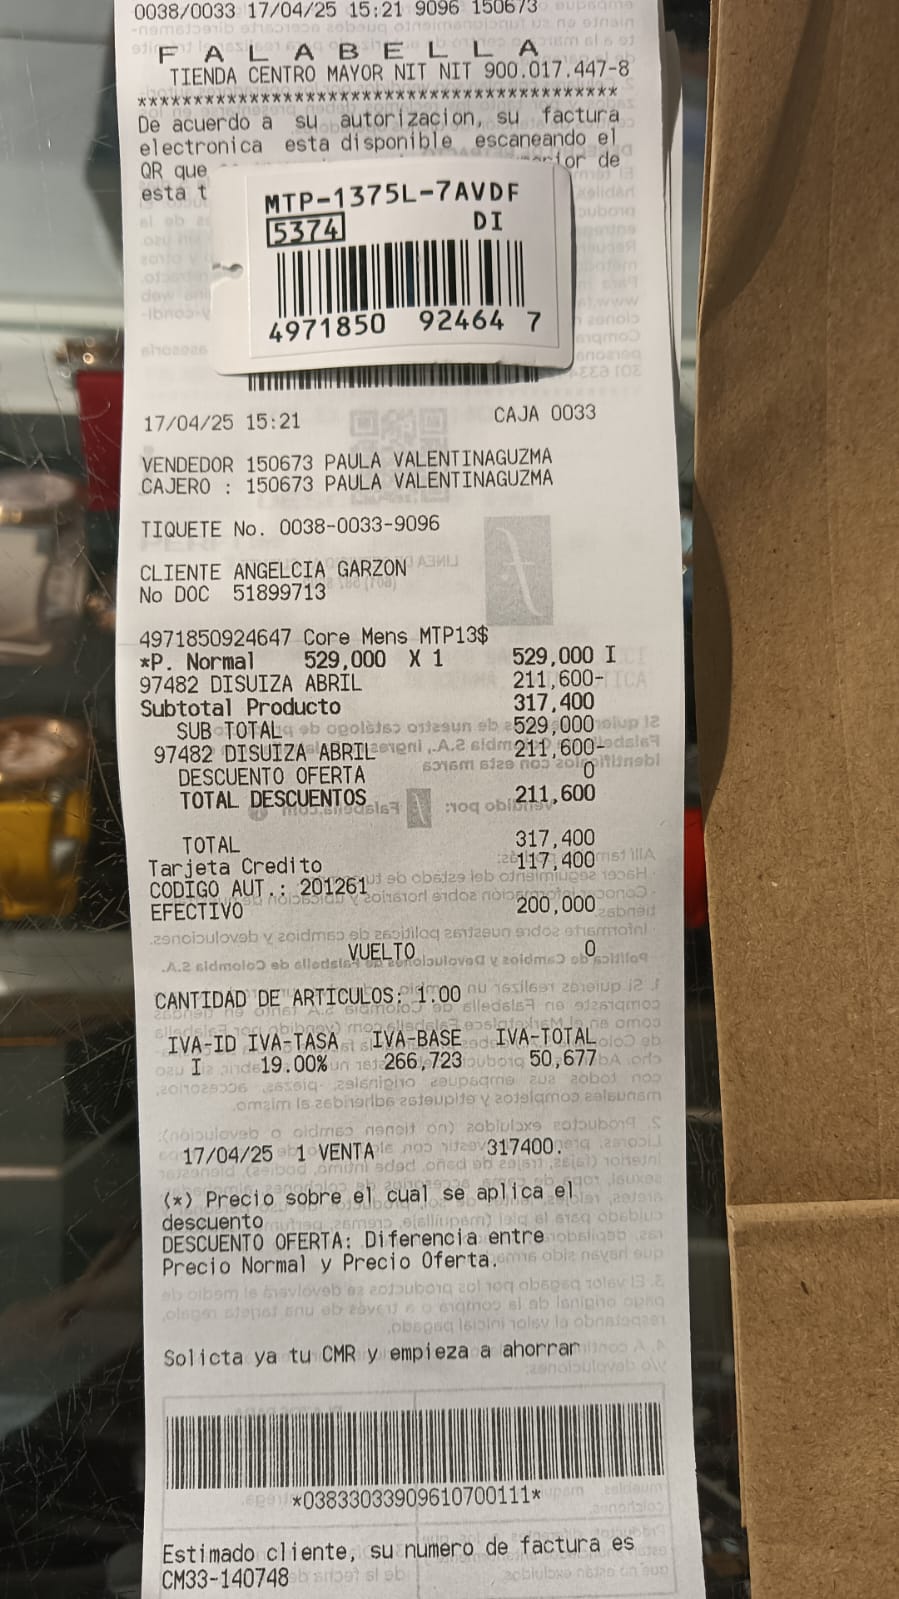 0038/0033 17/04/25 15:21 9096 150673
F A L A B E L L A
TIENDA CENTRO MAYOR NIT NIT 900.017.447-8
*******************************************
De acuerdo a su autorizacion, su factura
electronica esta disponible escaneando el
QR que de
esta t
MTP-1375L-7AVDF
5374 DI
4971850 92464 7
17/04/25 15:21 CAJA 0033
VENDEDOR 150673 PAULA VALENTINAGUZMA
CAJERO : 150673 PAULA VALENTINAGUZMA
TIQUETE No. 0038-0033-9096
CLIENTE ANGELCIA GARZON
No DOC 51899713
4971850924647 Core Mens MTP13$
*P. Normal 529,000 X 1 529,000 I
97482 DISUIZA ABRIL 211,600-
Subtotal Producto 317,400
SUB TOTAL 529,000
97482 DISUIZA ABRIL 211,600-
DESCUENTO OFERTA 0
TOTAL DESCUENTOS 211,600
TOTAL 317,400
Tarjeta Credito 117,400
CODIGO AUT.: 201261
EFECTIVO 200,000
VUELTO 0
CANTIDAD DE ARTICULOS: 1.00
IVA-ID IVA-TASA IVA-BASE IVA-TOTAL
I 19.00% 266,723 50,677
17/04/25 1 VENTA 317400.
(*) Precio sobre el cual se aplica el
descuento
DESCUENTO OFERTA: Diferencia entre
Precio Normal y Precio Oferta.
Solicta ya tu CMR y empieza a ahorrar
*03833033909610700111*
Estimado cliente, su numero de factura es
CM33-140748